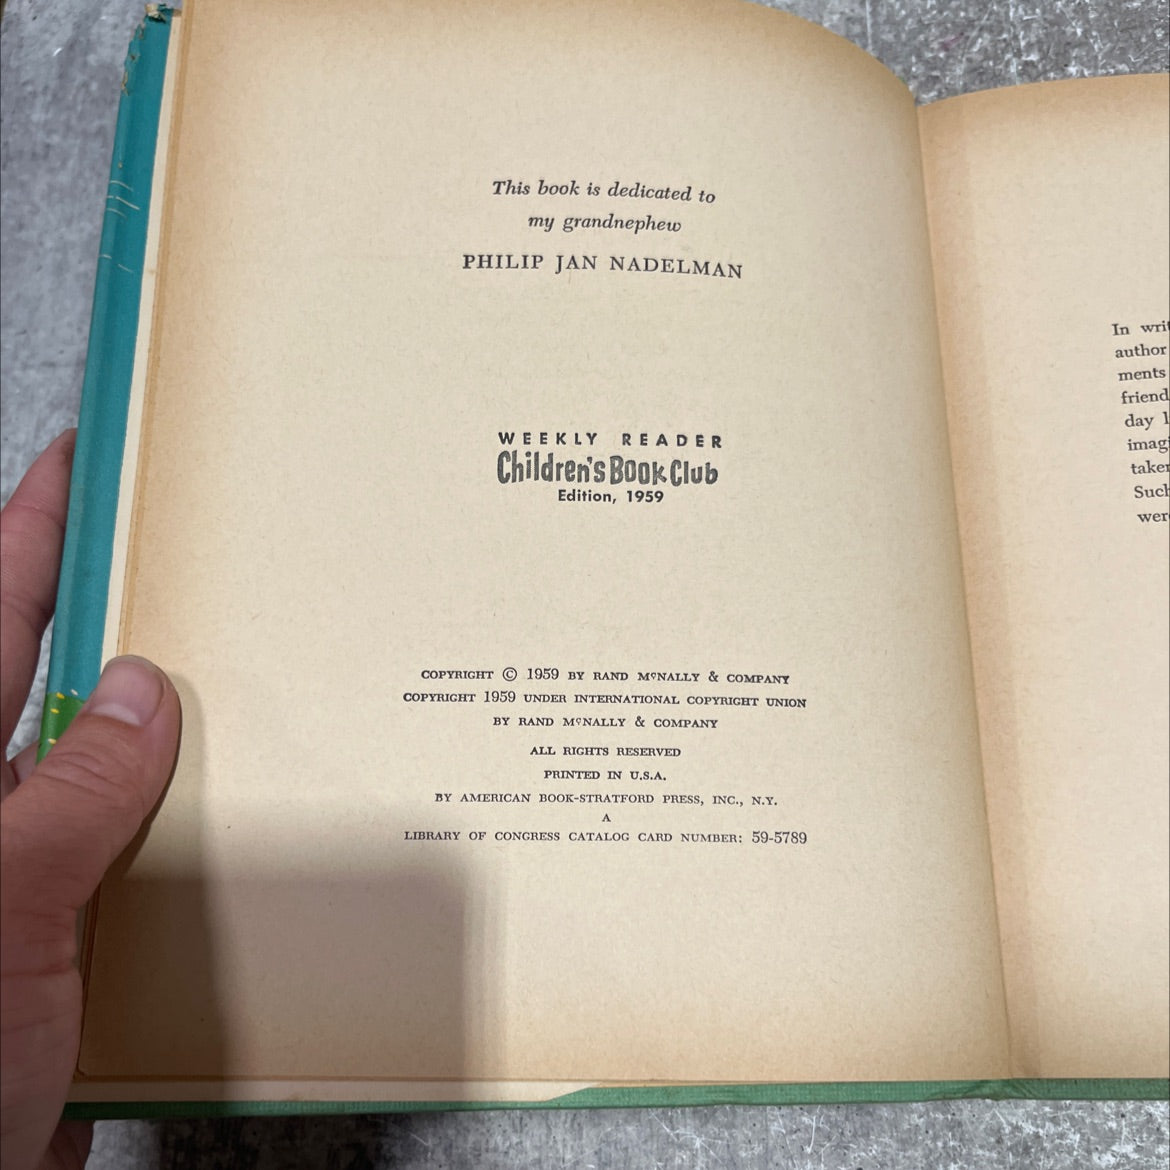 This book is dedicated to
my grandnephew
PHILIP JAN NADELMAN
WEEKLY READER
Children's Book Club
Edition, 1959
COPYRIGHT © 1959 BY RAND MCNALLY & COMPANY
COPYRIGHT 1959 UNDER INTERNATIONAL COPYRIGHT UNION
BY RAND MCNALLY & COMPANY
ALL RIGHTS RESERVED
PRINTED IN U.S.A.
BY AMERICAN BOOK-STRATFORD PRESS, INC., N.Y.
A
LIBRARY OF CONGRESS CATALOG CARD NUMBER: 59-5789
In writ
author
ments
friend
day l
imagi
taken
Such
were